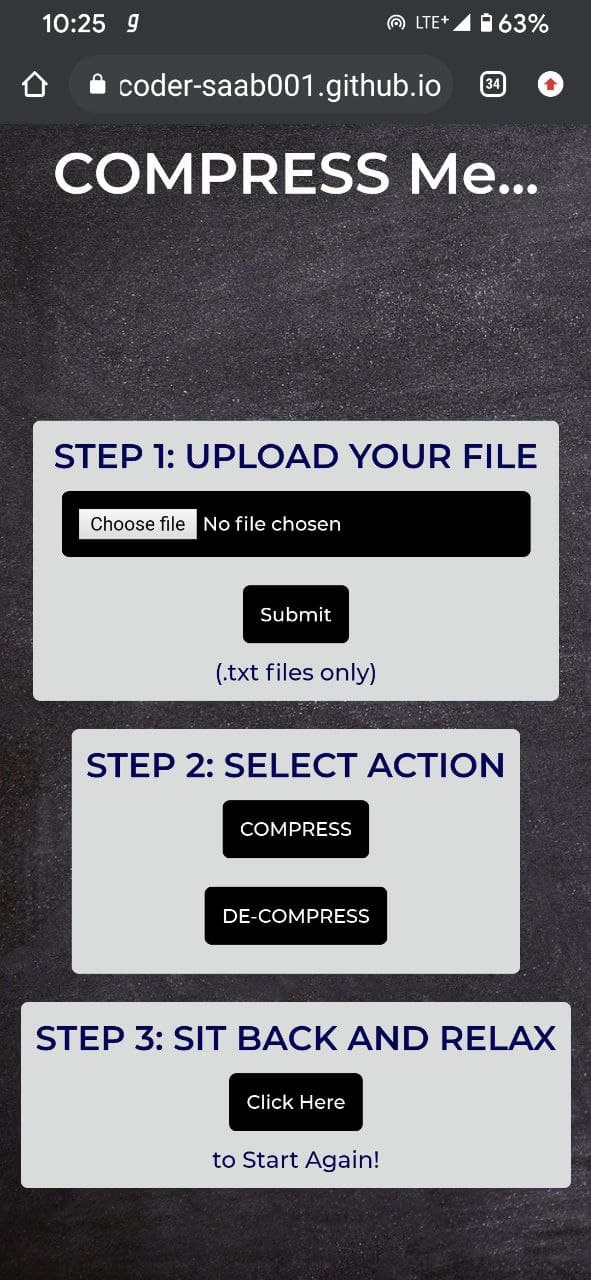 10:25 g LTE+ 63%
coder-saab001.github.io 34
COMPRESS Me...
STEP 1: UPLOAD YOUR FILE
Choose file No file chosen
Submit
(.txt files only)
STEP 2: SELECT ACTION
COMPRESS
DE-COMPRESS
STEP 3: SIT BACK AND RELAX
Click Here
to Start Again!